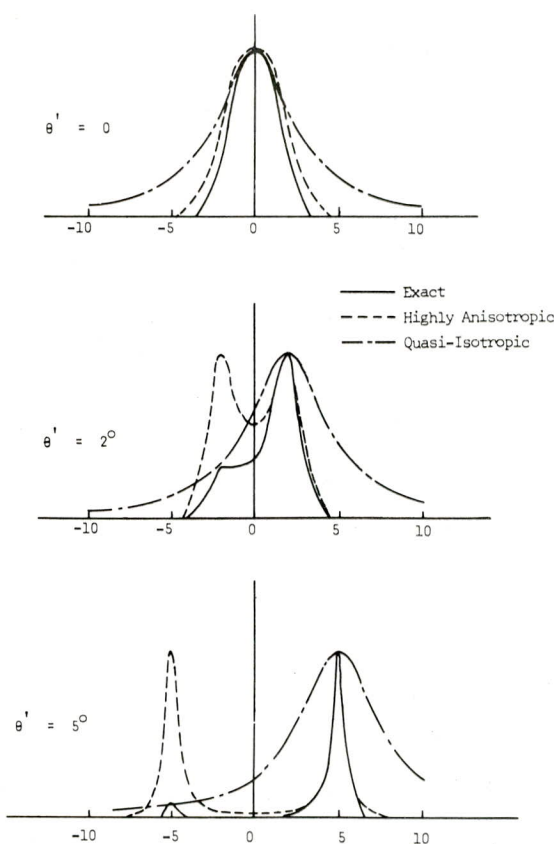 θ' = 0
-10 -5 0 5 10
Exact
Highly Anisotropic
Quasi-Isotropic
θ' = 2°
-10 -5 0 5 10
θ' = 5°
-10 -5 0 5 10